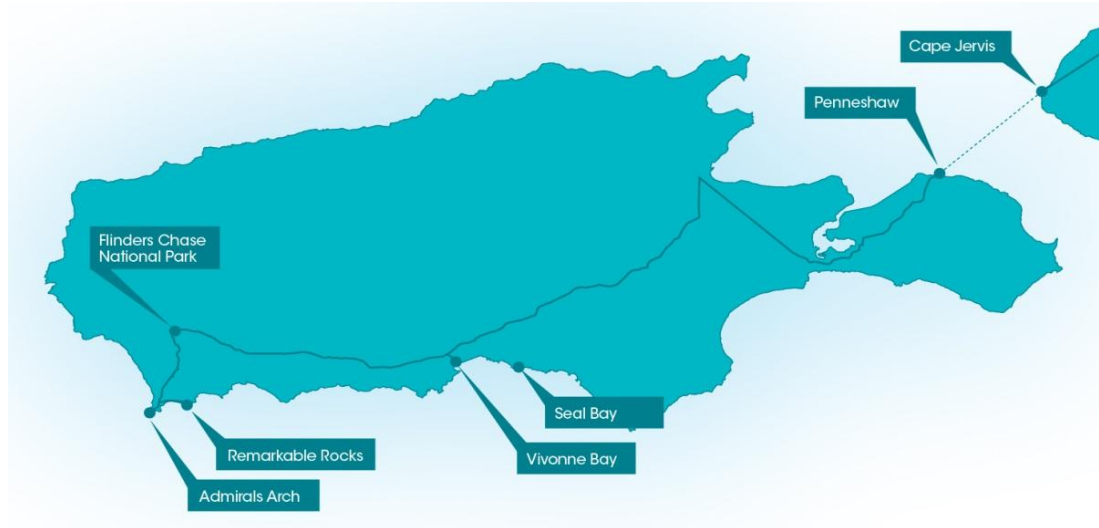 Cape Jervis
Penneshaw
Flinders Chase
National Park
Seal Bay
Remarkable Rocks
Vivonne Bay
Admirals Arch